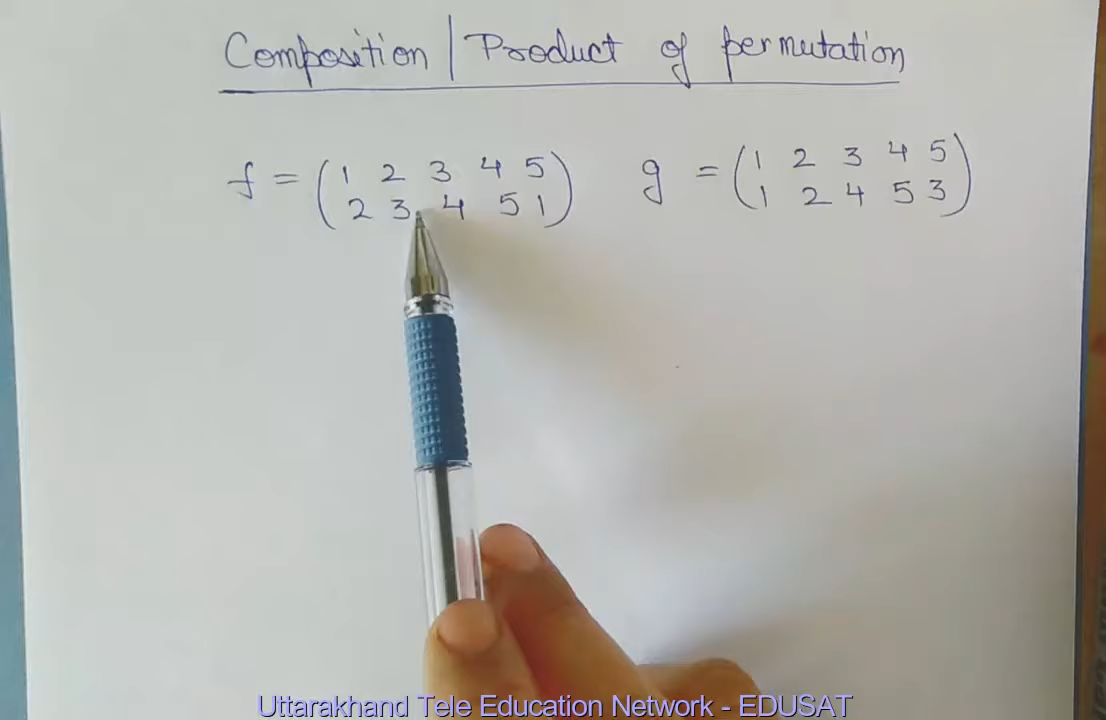 Composition | Product of permutation
f = ( 1 2 3 4 5 ) g = ( 1 2 3 4 5 )
2 3 4 5 1 1 2 4 5 3
Uttarakhand Tele Education Network - EDUSAT